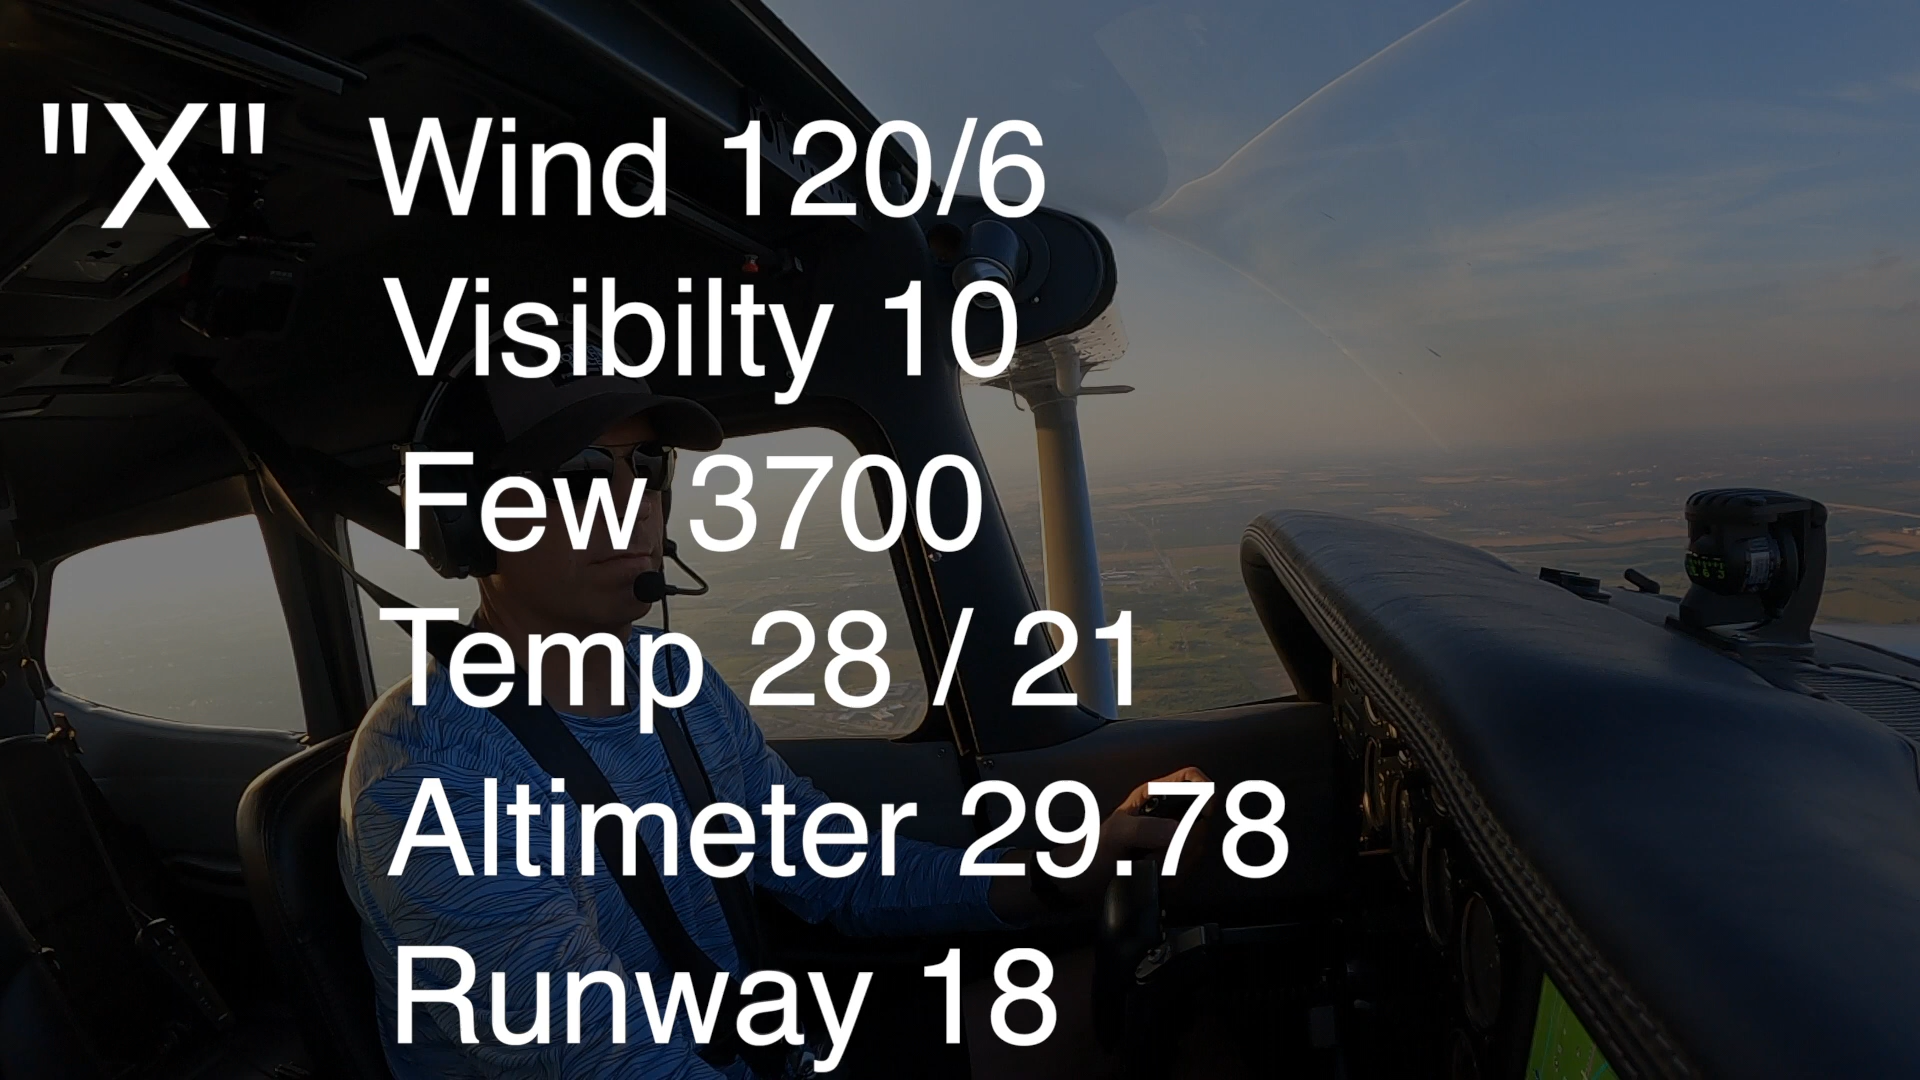 "X" Wind 120/6
Visibilty 10
Few 3700
Temp 28 / 21
Altimeter 29.78
Runway 18